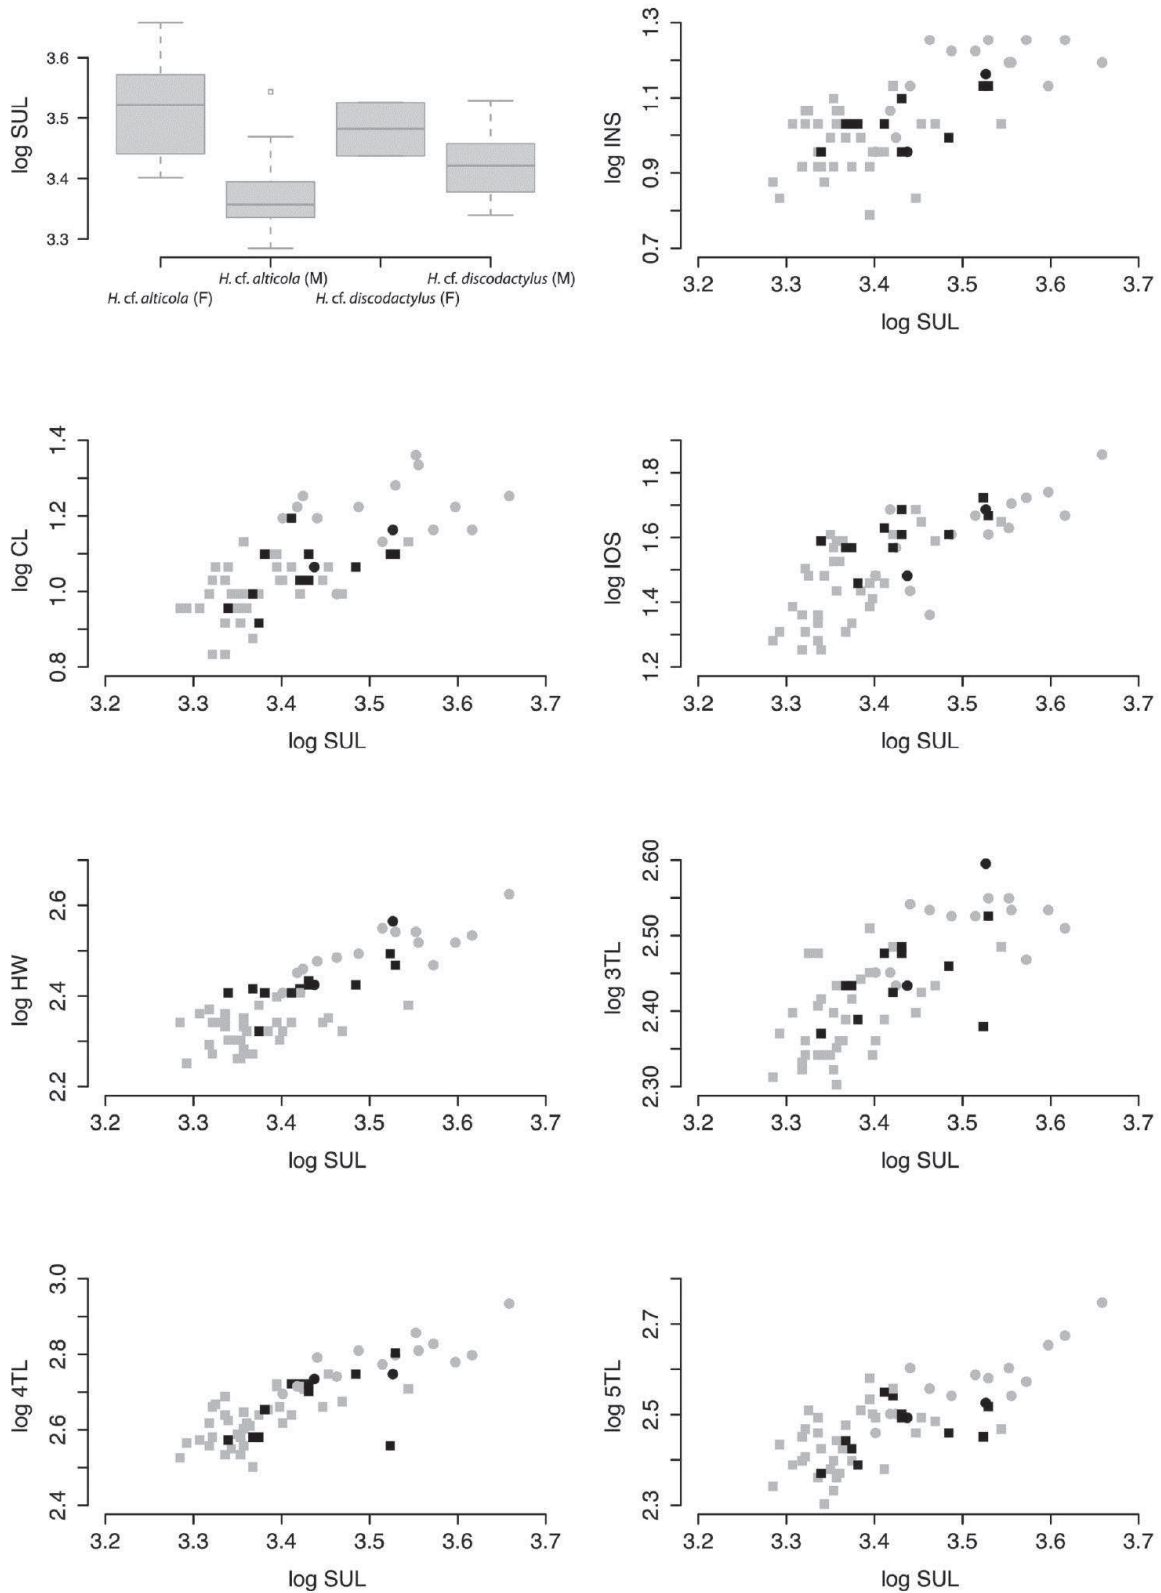 3.6
3.5
3.4
3.3
log SUL
H. cf. alticola (F)
H. cf. alticola (M)
H. cf. discodactylus (F)
H. cf. discodactylus (M)
1.3
1.1
0.9
0.7
log INS
3.2 3.3 3.4 3.5 3.6 3.7
log SUL
1.4
1.2
1.0
0.8
log CL
3.2 3.3 3.4 3.5 3.6 3.7
log SUL
1.8
1.6
1.4
1.2
log IOS
3.2 3.3 3.4 3.5 3.6 3.7
log SUL
2.6
2.4
2.2
log HW
3.2 3.3 3.4 3.5 3.6 3.7
log SUL
2.60
2.50
2.40
2.30
log 3TL
3.2 3.3 3.4 3.5 3.6 3.7
log SUL
3.0
2.8
2.6
2.4
log 4TL
3.2 3.3 3.4 3.5 3.6 3.7
log SUL
2.7
2.5
2.3
log 5TL
3.2 3.3 3.4 3.5 3.6 3.7
log SUL